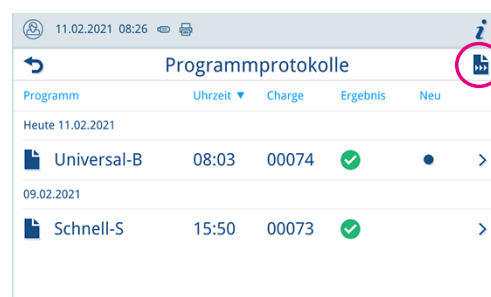 11.02.2021 08:26 i
Programmprotokolle
Programm Uhrzeit ▼ Charge Ergebnis Neu
Heute 11.02.2021
Universal-B 08:03 00074
09.02.2021
Schnell-S 15:50 00073